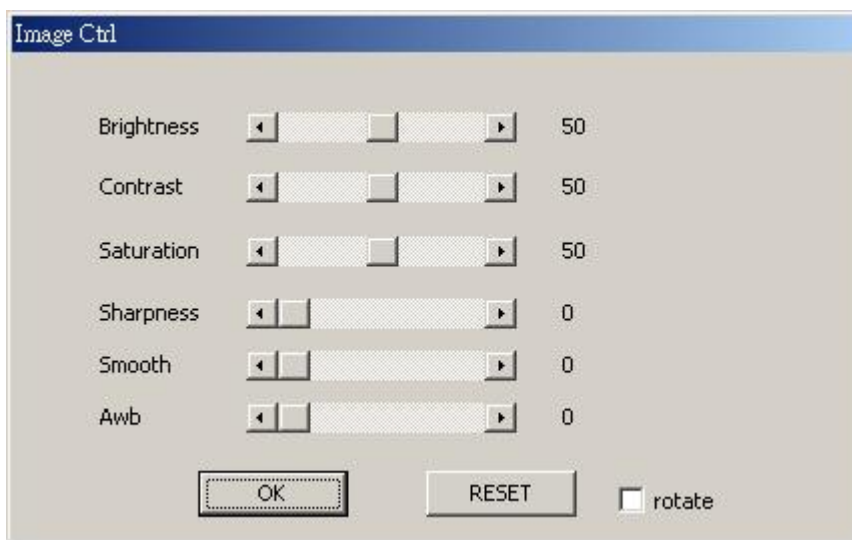 Image Ctrl
Brightness 50
Contrast 50
Saturation 50
Sharpness 0
Smooth 0
Awb 0
OK RESET rotate